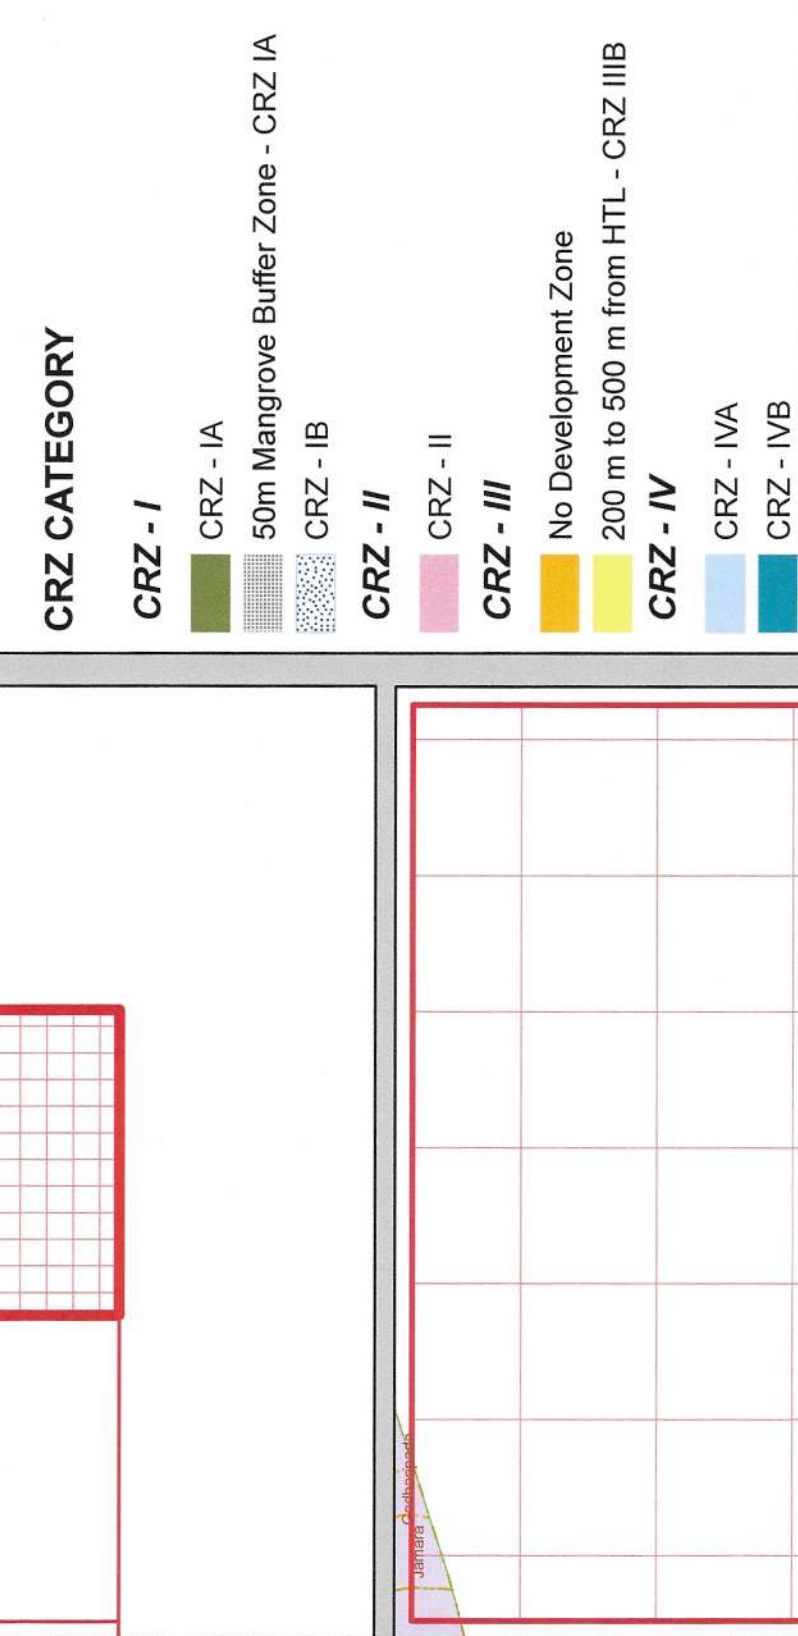 CRZ CATEGORY
CRZ - I
CRZ - IA
50m Mangrove Buffer Zone - CRZ IA
CRZ - IB
CRZ - II
CRZ - II
CRZ - III
No Development Zone
200 m to 500 m from HTL - CRZ IIIB
CRZ - IV
CRZ - IVA
CRZ - IVB
Jamara